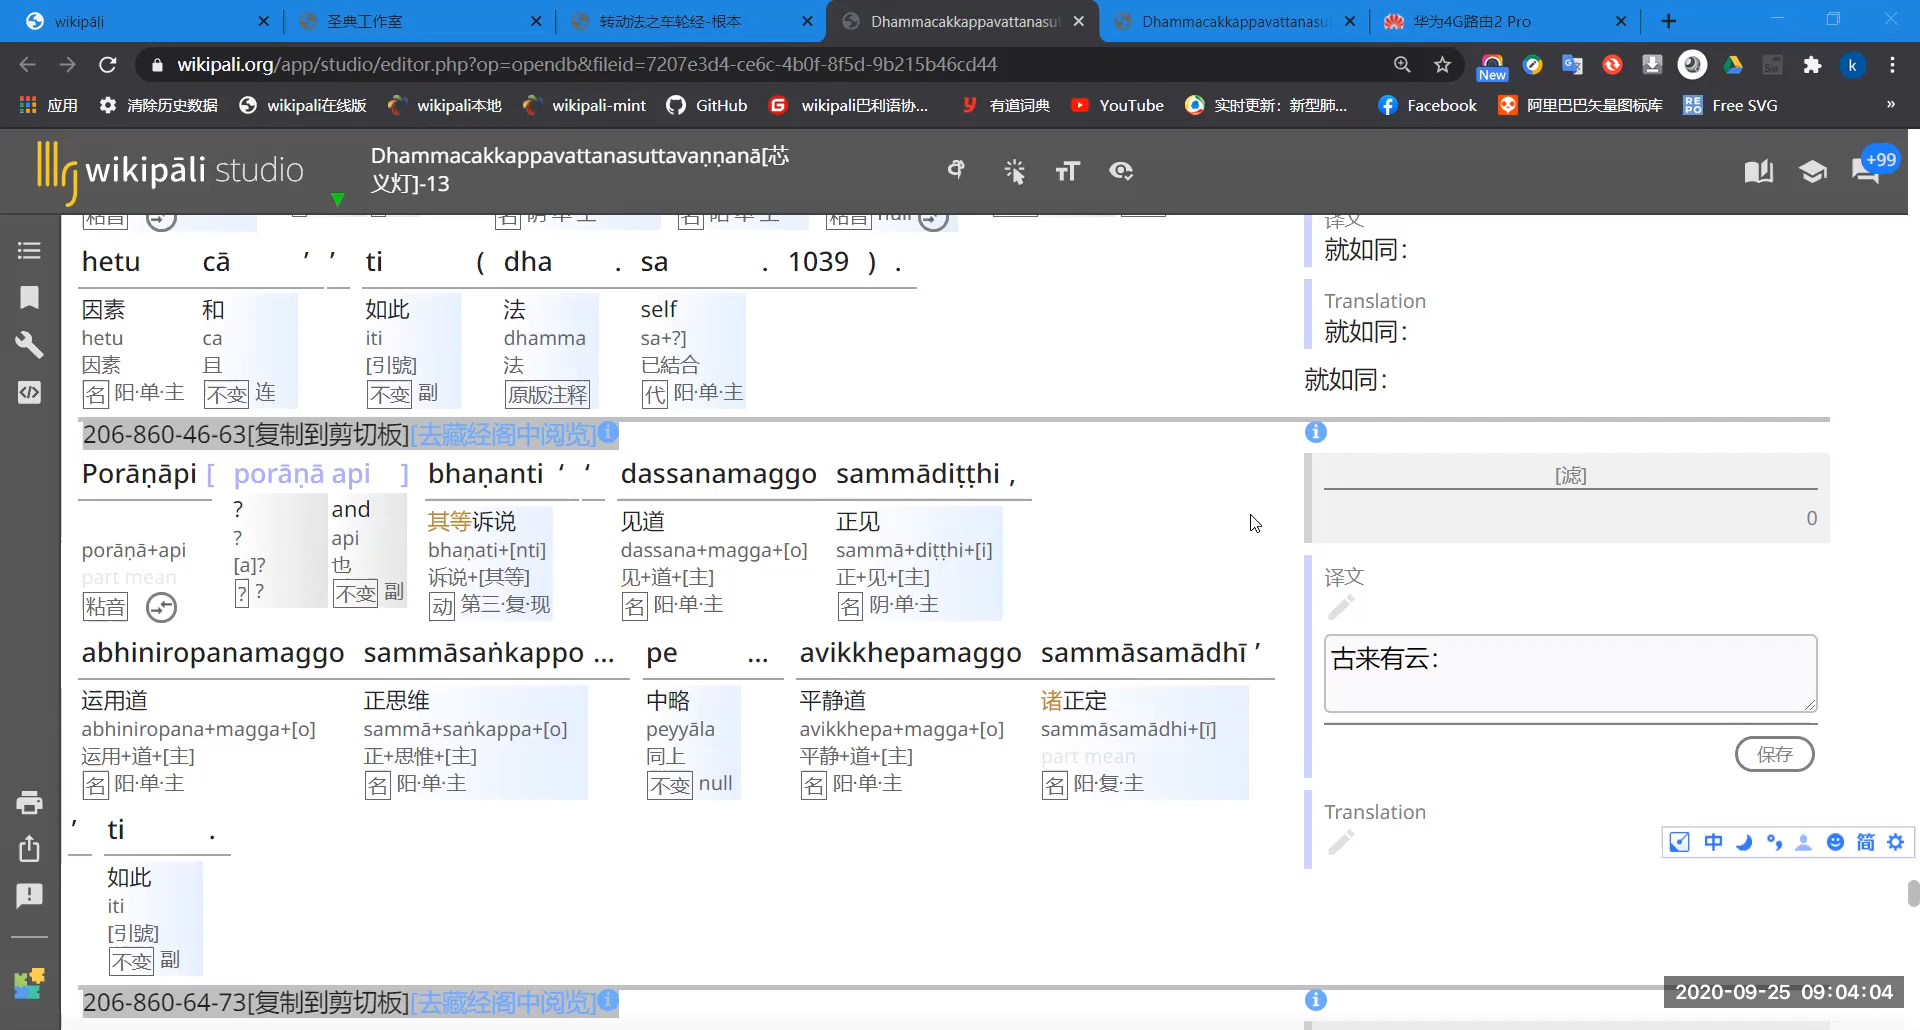 wikipāḷi
圣典工作室
转动法之车轮经-根本
Dhammacakkappavattanasut
Dhammacakkappavattanasut
华为4G路由2 Pro
wikipali.org/app/studio/editor.php?op=opendb&fileid=7207e3d4-ce6c-4b0f-8f5d-9b215b46cd44
New
k
应用 清除历史数据 wikipali在线版 wikipali本地 wikipali-mint GitHub wikipali巴利语协... 有道词典 YouTube 实时更新：新型肺... Facebook 阿里巴巴矢量图标库 Free SVG »
wikipāli studio
Dhammacakkappavattanasuttavaṇṇanā[芯
义灯]-13
+99
粘音 名 阴·单·主 名 阳·单·主 粘音 null
hetu cā ’ ’ ti ( dha . sa . 1039 ) .
因素 和 如此 法 self
hetu ca iti dhamma sa+?]
因素 且 [引號] 法 已結合
名 阳·单·主 不变 连 不变 副 原版注释 代 阳·单·主
译文
就如同：
Translation
就如同：
就如同：
206-860-46-63[复制到剪切板][去藏经阁中阅览]
Porāṇāpi [ porāṇā api ] bhaṇanti ‘ ‘ dassanamaggo sammādiṭṭhi ,
? and 其等诉说 见道 正见
porāṇā+api ? api bhaṇati+[nti] dassana+magga+[o] sammā+diṭṭhi+[i]
part mean [a]? 也 诉说+[其等] 见+道+[主] 正+见+[主]
粘音 ? ? 不变 副 动 第三·复·现 名 阳·单·主 名 阴·单·主
[滤]
0
译文
古来有云：
保存
Translation
abhiniropanamaggo sammāsaṅkappo ... pe ... avikkhepamaggo sammāsamādhī ’
运用道 正思维 中略 平静道 诸正定
abhiniropana+magga+[o] sammā+saṅkappa+[o] peyyāla avikkhepa+magga+[o] sammāsamādhi+[ī]
运用+道+[主] 正+思惟+[主] 同上 平静+道+[主] part mean
名 阳·单·主 名 阳·单·主 不变 null 名 阳·单·主 名 阳·复·主
’ ti .
如此
iti
[引號]
不变 副
中 简
206-860-64-73[复制到剪切板][去藏经阁中阅览]
2020-09-25 09:04:04